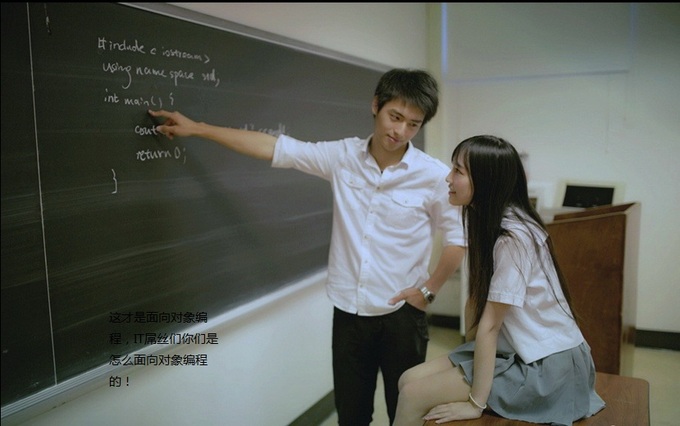 #include < iostream>
using namespace std;
int main() {
cout
return 0;
}
这才是面向对象编
程，IT屌丝们你们是
怎么面向对象编程
的！